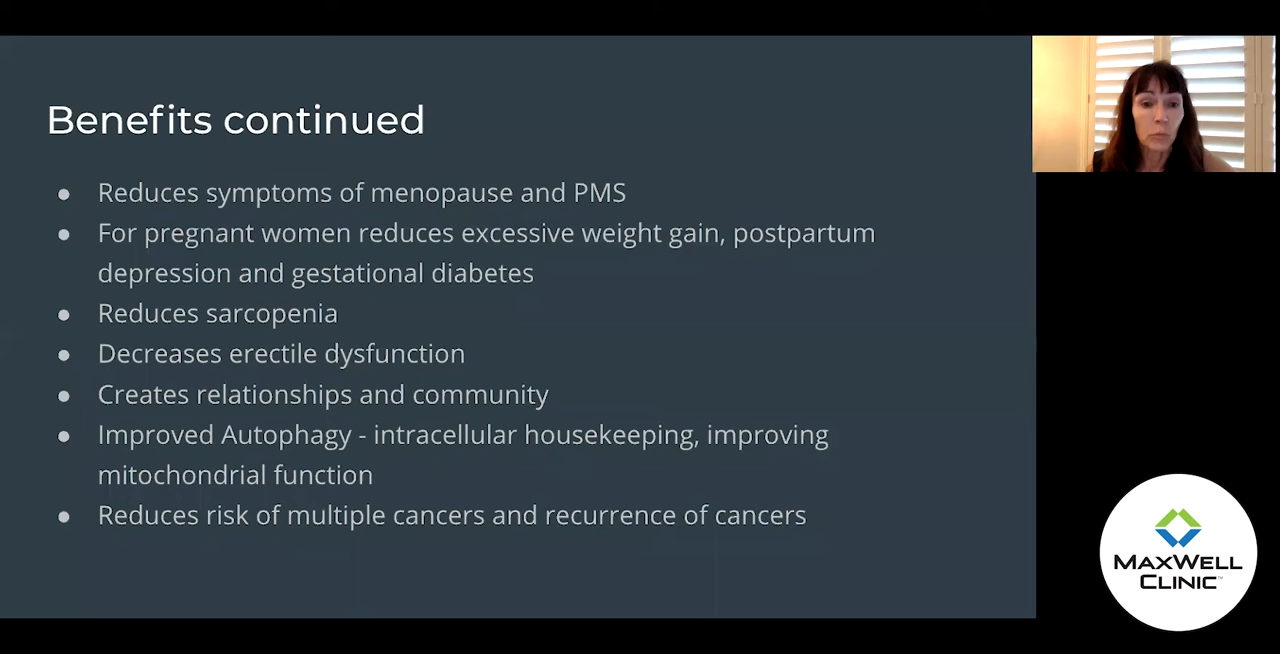 Benefits continued
● Reduces symptoms of menopause and PMS
● For pregnant women reduces excessive weight gain, postpartum
depression and gestational diabetes
● Reduces sarcopenia
● Decreases erectile dysfunction
● Creates relationships and community
● Improved Autophagy - intracellular housekeeping, improving
mitochondrial function
● Reduces risk of multiple cancers and recurrence of cancers
MAXWELL
CLINIC™